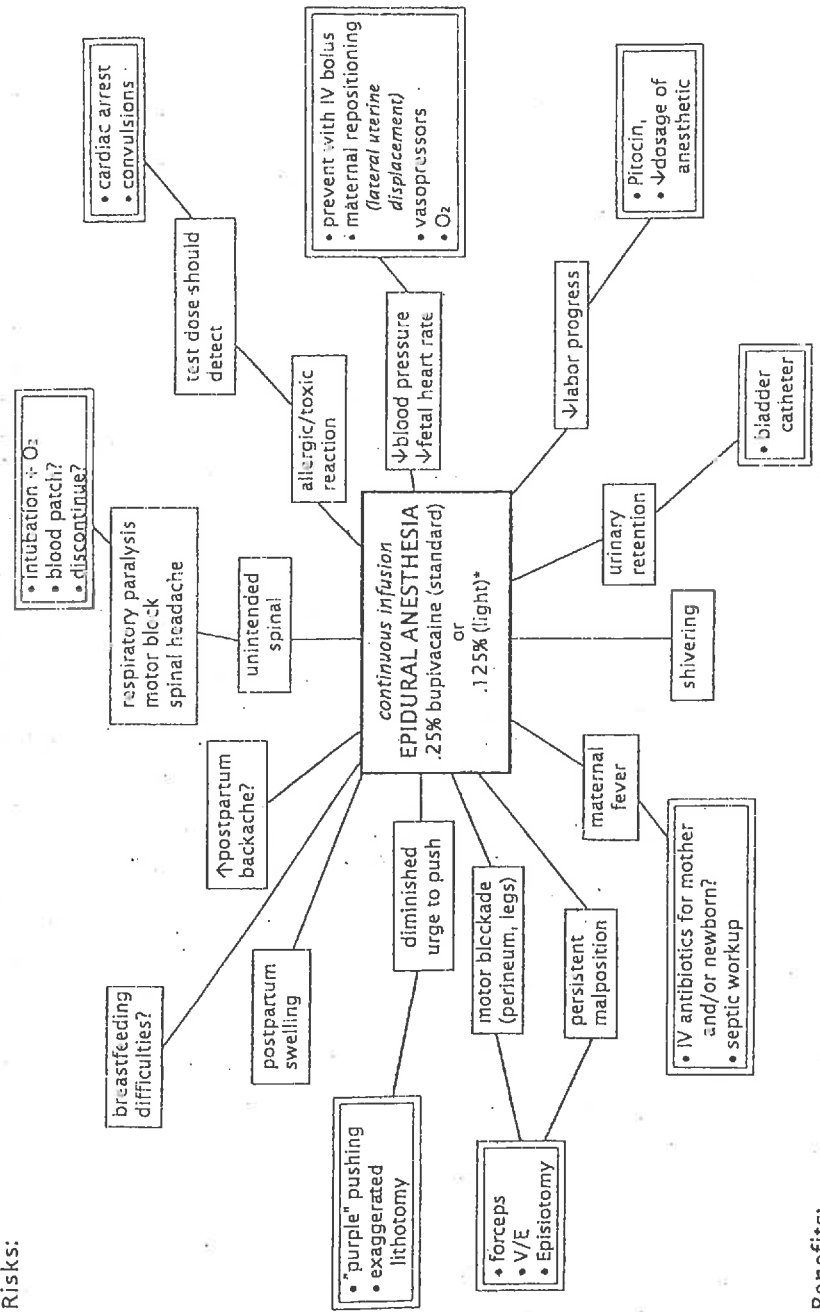 Risks:
breastfeeding
difficulties?
↑postpartum
backache?
postpartum
swelling
• intubation + O₂
• blood patch?
• discontinue?
respiratory paralysis
motor block
spinal headache
unintended
spinal
• cardiac arrest
• convulsions
test dose should
detect
allergic/toxic
reaction
• "purple" pushing
• exaggerated
lithotomy
diminished
urge to push
continuous infusion
EPIDURAL ANESTHESIA
.25% bupivacaine (standard)
or
.125% (light)*
↓blood pressure
↓fetal heart rate
• prevent with IV bolus
• maternal repositioning
(lateral uterine
displacement)
• vasopressors
• O₂
• forceps
• V/E
• Episiotomy
motor blockade
(perineum, legs)
persistent
malposition
maternal
fever
• IV antibiotics for mother
and/or newborn?
• septic workup
shivering
urinary
retention
• bladder
catheter
↓labor progress
• Pitocin,
• ↓dosage of
anesthetic
Benefits: